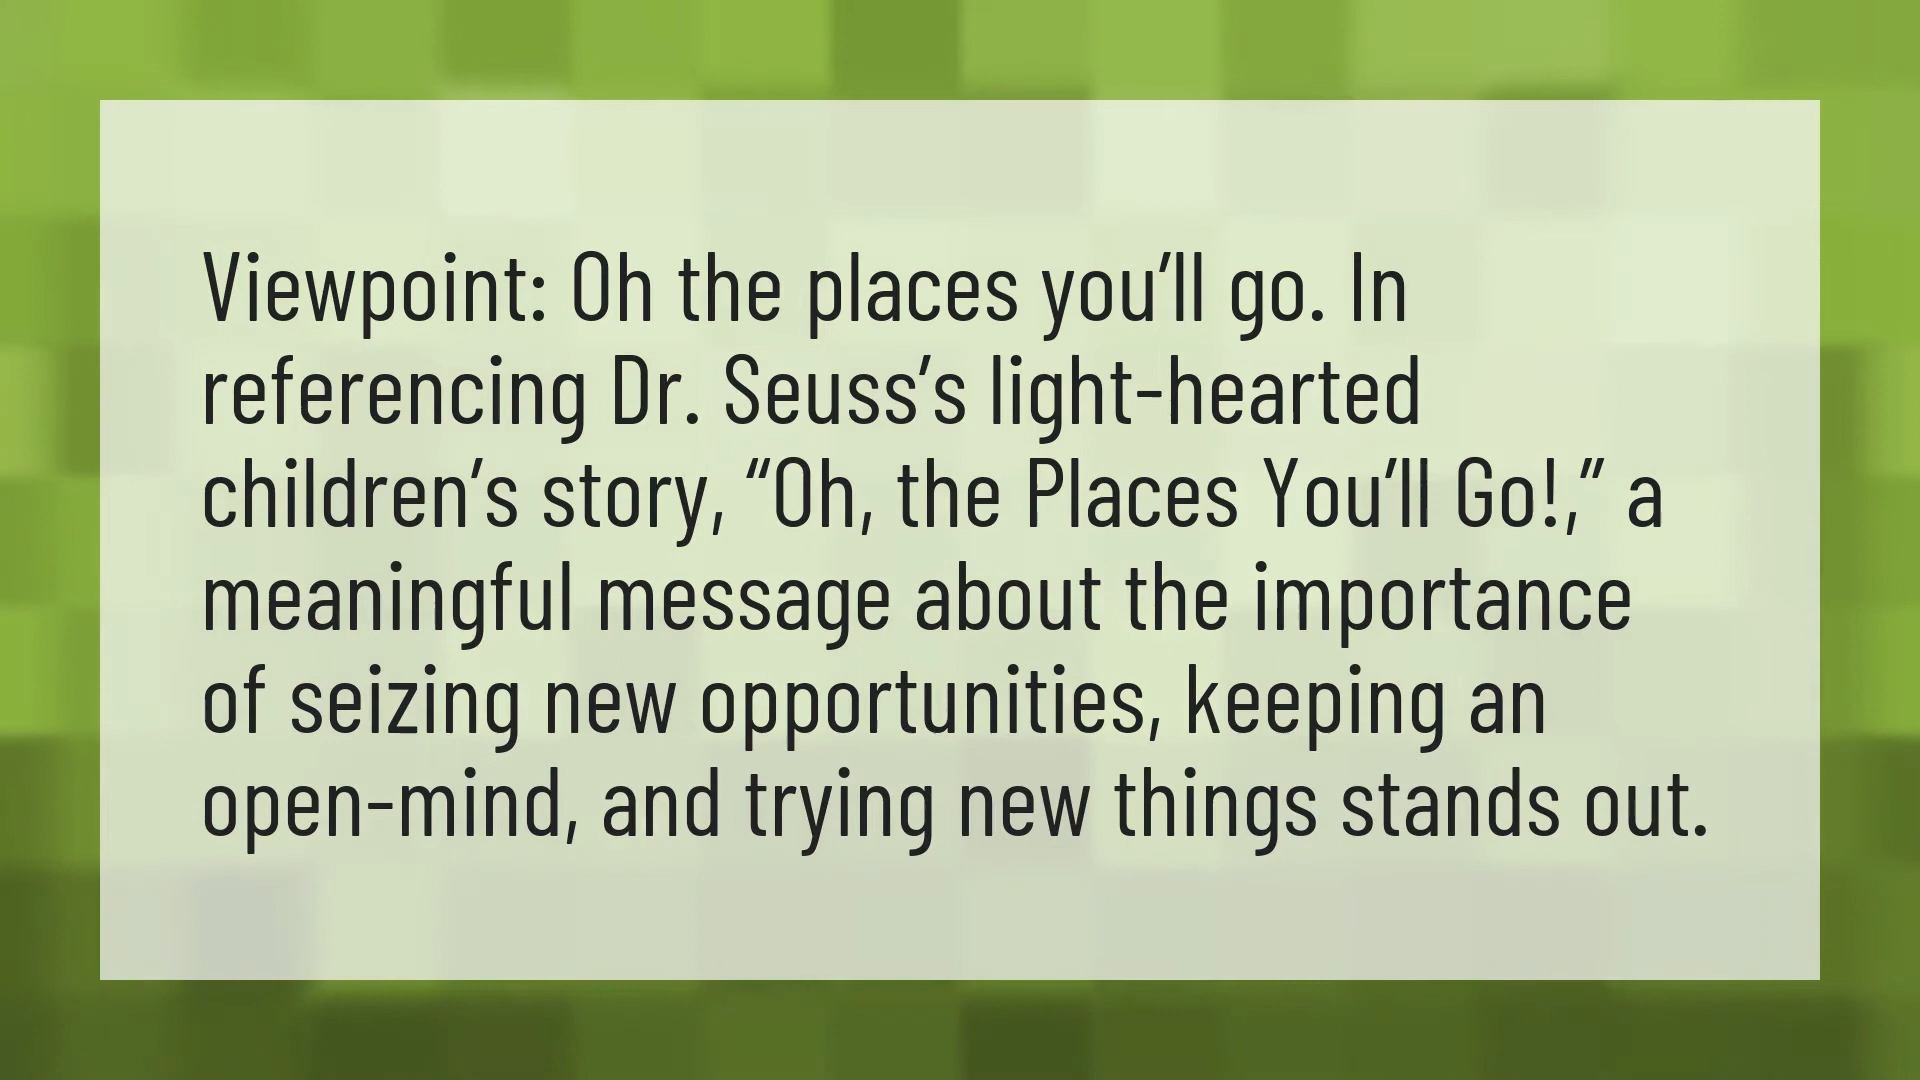 Viewpoint: Oh the places you’ll go. In
referencing Dr. Seuss’s light-hearted
children’s story, “Oh, the Places You’ll Go!,” a
meaningful message about the importance
of seizing new opportunities, keeping an
open-mind, and trying new things stands out.